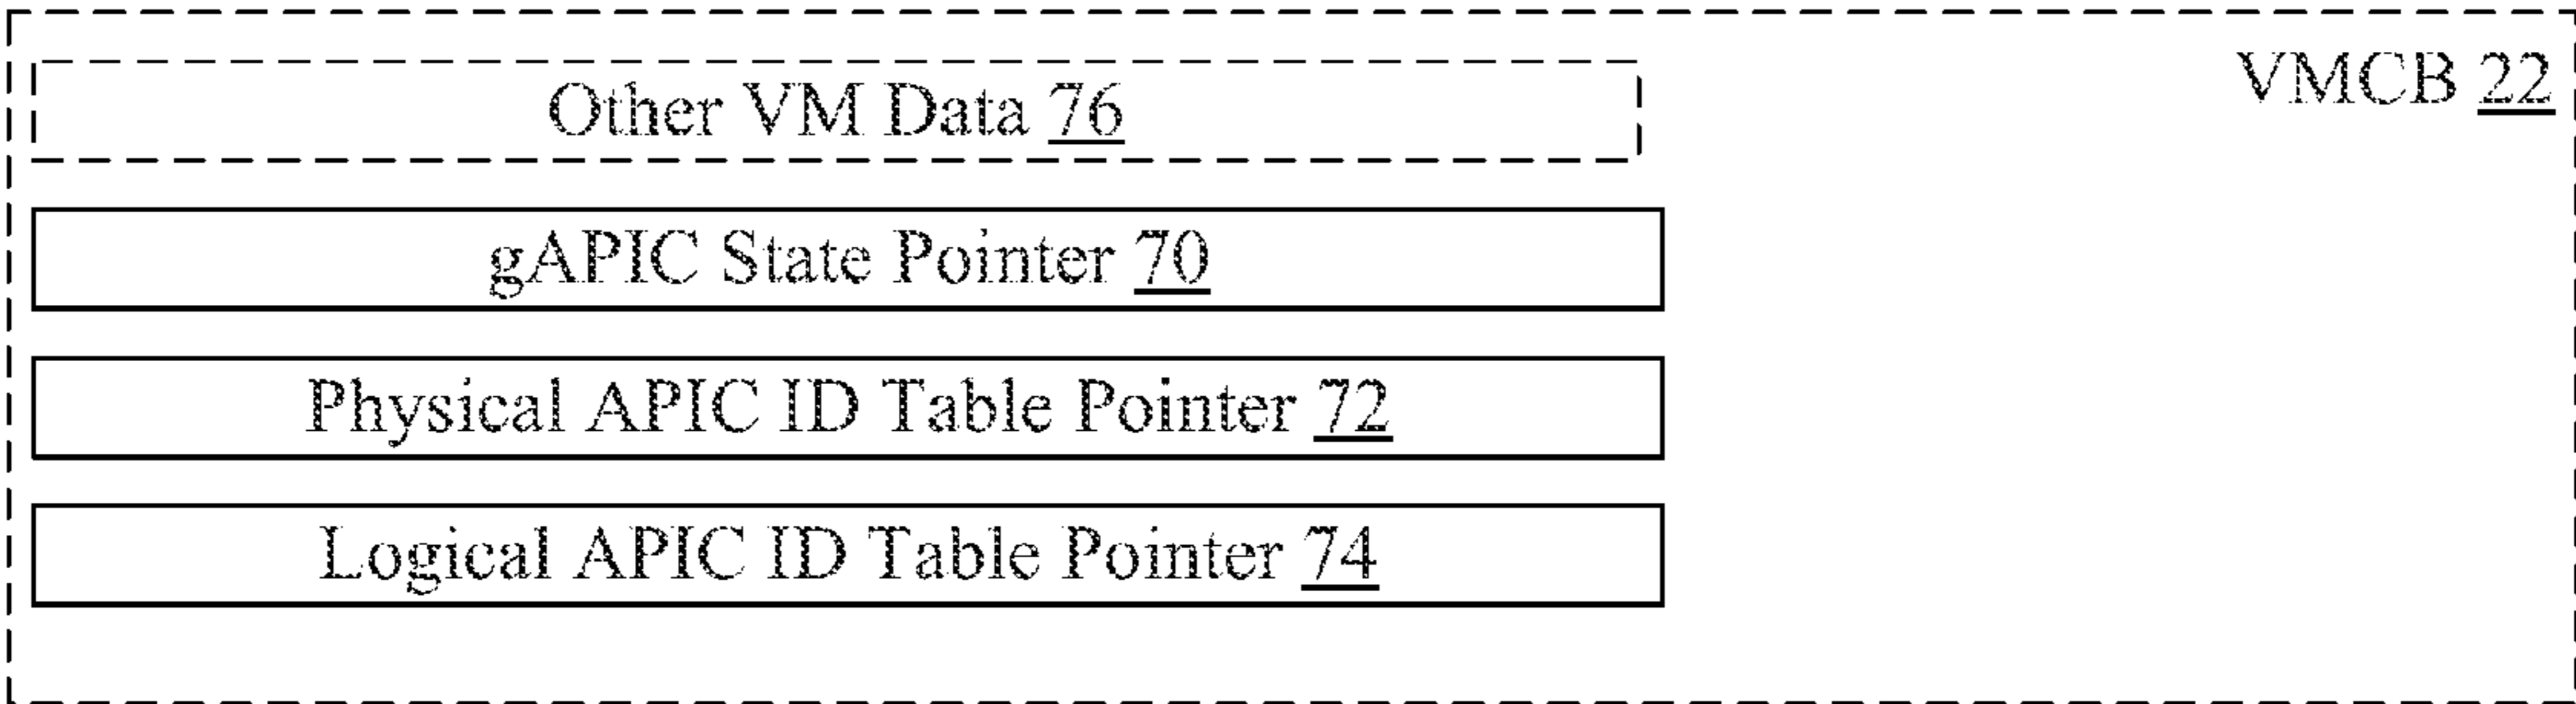 VMCB 22
Other VM Data 76
gAPIC State Pointer 70
Physical APIC ID Table Pointer 72
Logical APIC ID Table Pointer 74